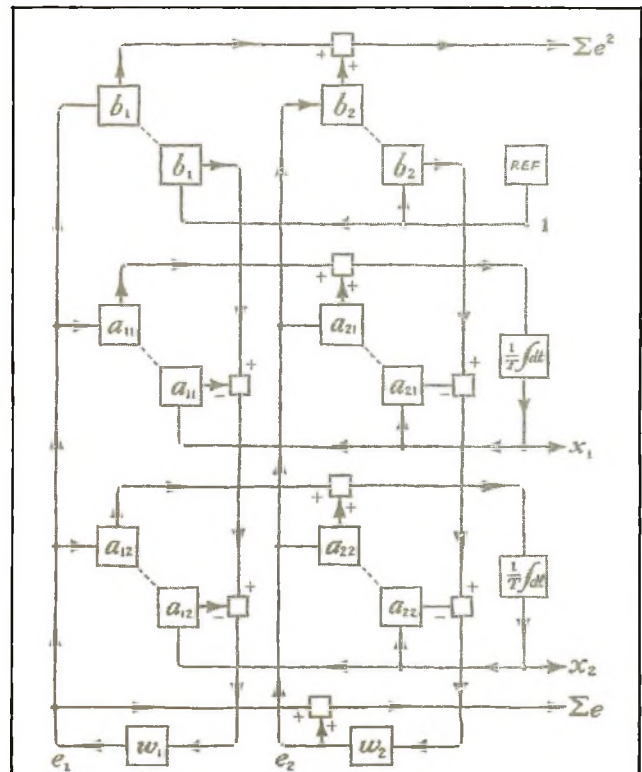 Σe²
+ +
b₁ b₂
b₁ b₂ REF
1
+ +
a₁₁ a₂₁ 1/T ∫dt
+ +
a₁₁ − a₂₁ −
x₁
+ +
a₁₂ a₂₂ 1/T ∫dt
+ +
a₁₂ − a₂₂ −
x₂
Σe
+ +
w₁ w₂
e₁ e₂